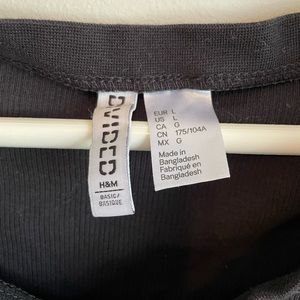 DIVIDED
H&M
BASIC/
BASIQUE
EUR L
US L
CA G
CN 175/104A
MX G
Made in
Bangladesh
Fabriqué en
Bangladesh